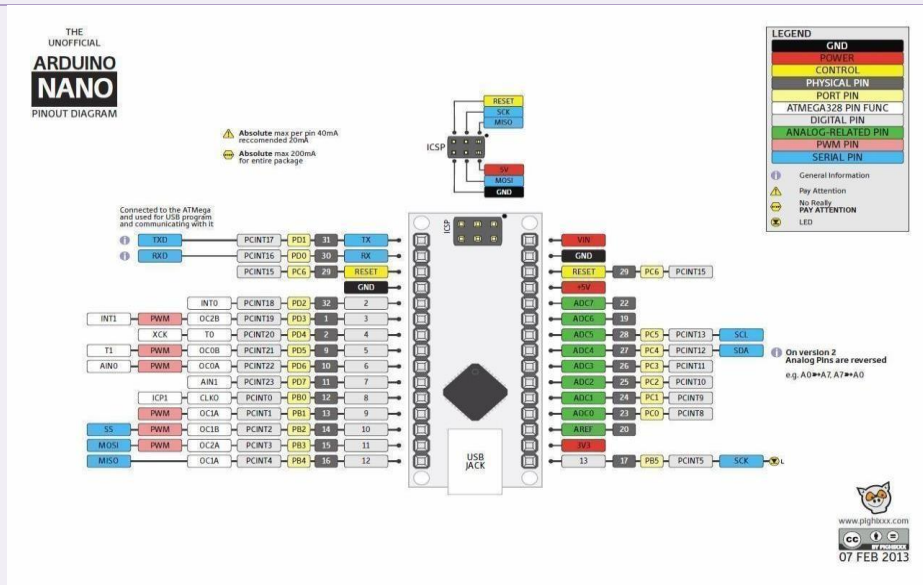 THE
UNOFFICIAL
ARDUINO
NANO
PINOUT DIAGRAM
LEGEND
GND
POWER
CONTROL
PHYSICAL PIN
PORT PIN
ATMEGA328 PIN FUNC
DIGITAL PIN
ANALOG-RELATED PIN
PWM PIN
SERIAL PIN
General Information
Pay Attention
No Really
PAY ATTENTION
LED
Absolute max per pin 40mA
reccomended 20mA
Absolute max 200mA
for entire package
RESET
SCK
MISO
ICSP
5V
MOSI
GND
Connected to the ATMega
and used for USB program
and communicating with it
TXD PCINT17 PD1 31 TX
RXD PCINT16 PD0 30 RX
PCINT15 PC6 29 RESET
GND
INT0 PCINT18 PD2 32 2
INT1 PWM OC2B PCINT19 PD3 1 3
XCK T0 PCINT20 PD4 2 4
T1 PWM OC0B PCINT21 PD5 9 5
AIN0 PWM OC0A PCINT22 PD6 10 6
AIN1 PCINT23 PD7 11 7
ICP1 CLKO PCINT0 PB0 12 8
PWM OC1A PCINT1 PB1 13 9
SS PWM OC1B PCINT2 PB2 14 10
MOSI PWM OC2A PCINT3 PB3 15 11
MISO OC1A PCINT4 PB4 16 12
ICSP
USB
JACK
VIN
GND
RESET 29 PC6 PCINT15
+5V
ADC7 22
ADC6 19
ADC5 28 PC5 PCINT13 SCL
ADC4 27 PC4 PCINT12 SDA
ADC3 26 PC3 PCINT11
ADC2 25 PC2 PCINT10
ADC1 24 PC1 PCINT9
ADC0 23 PC0 PCINT8
AREF 20
3V3
13 17 PB5 PCINT5 SCK L
On version 2
Analog Pins are reversed
e.g. A0➡A7, A7➡A0
www.pighixxx.com
cc
BY PIGHIXXX
07 FEB 2013